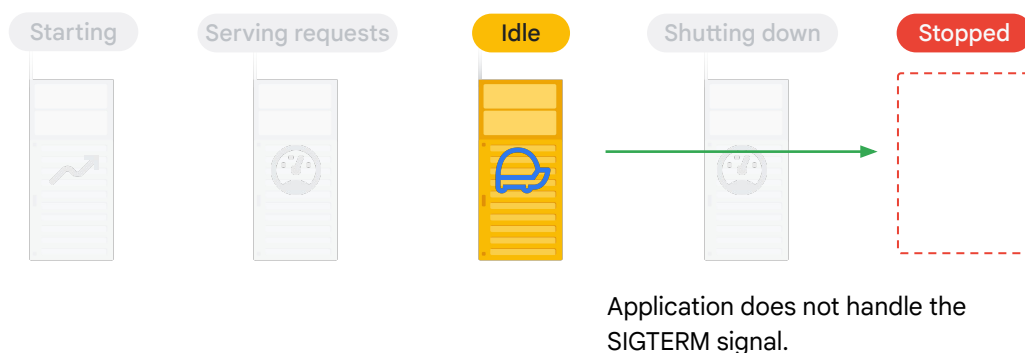 Starting
Serving requests
Idle
Shutting down
Stopped
Application does not handle the
SIGTERM signal.